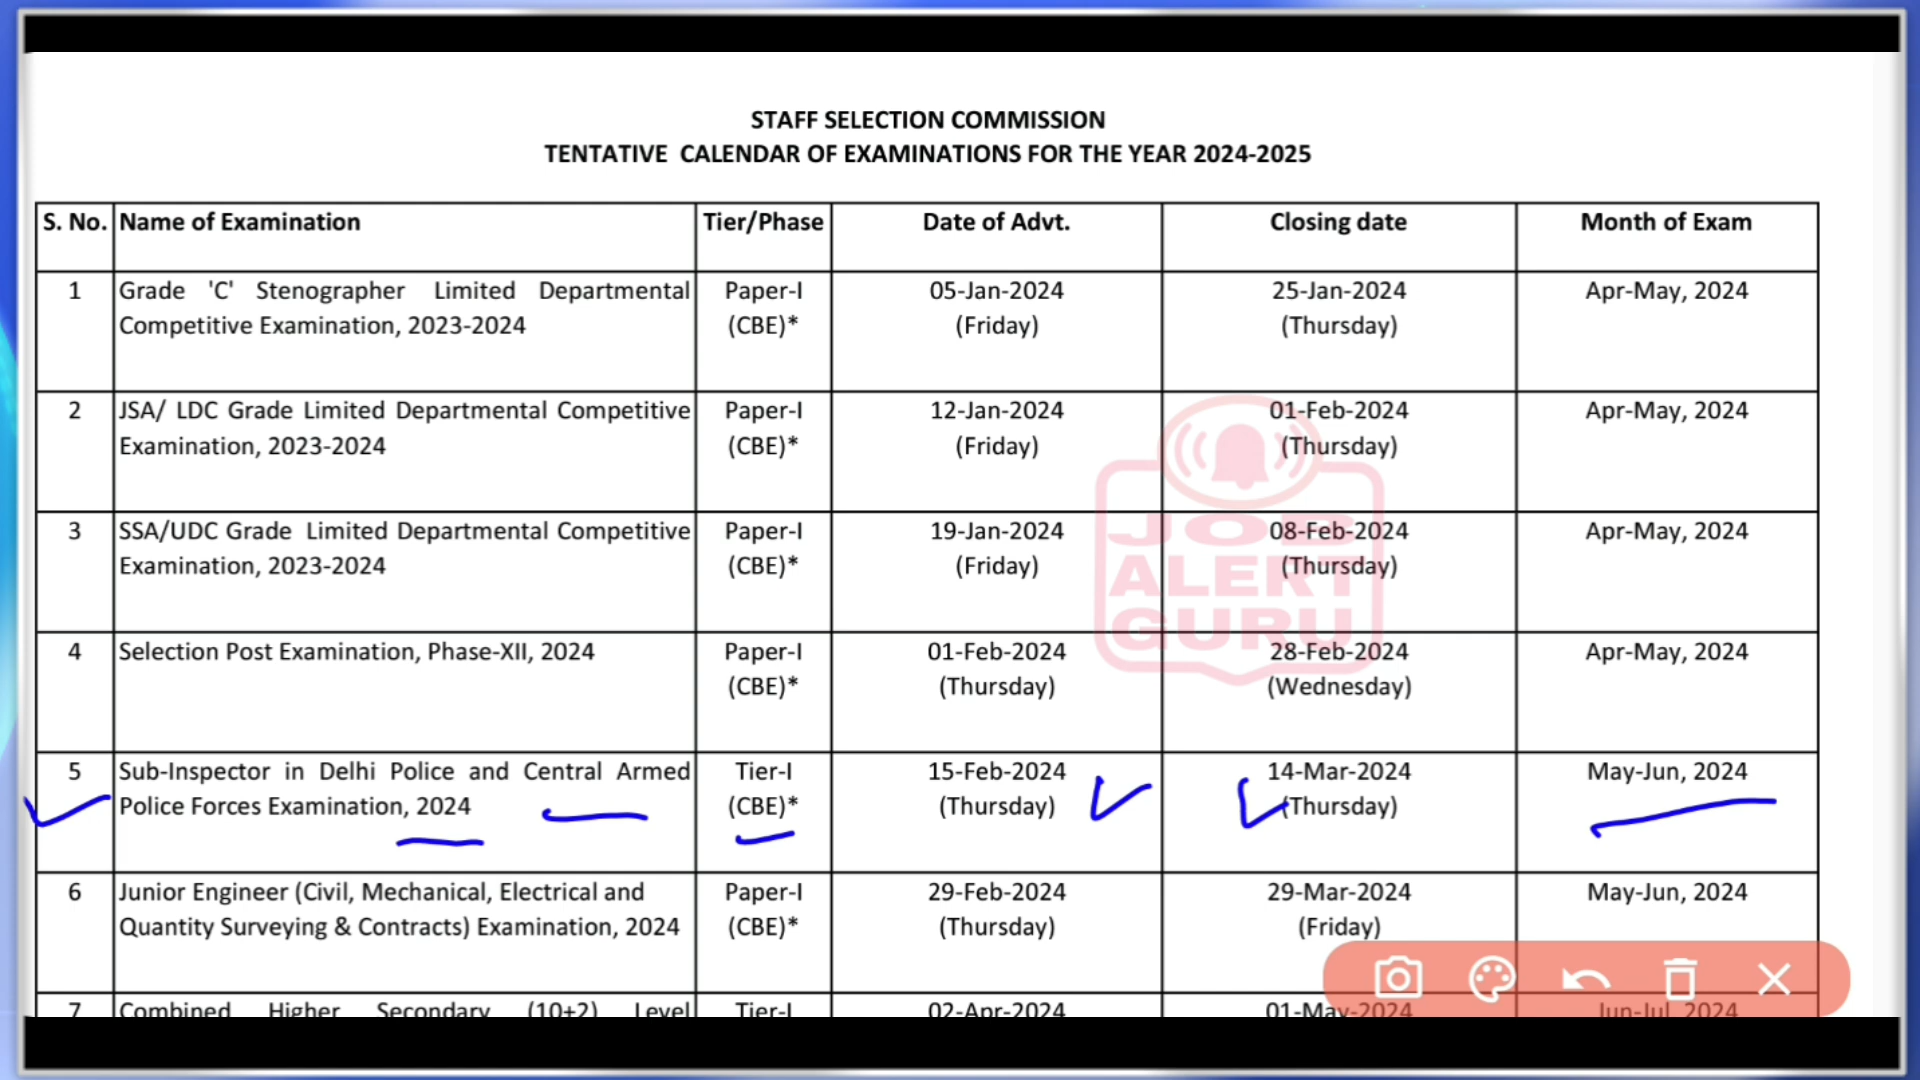 STAFF SELECTION COMMISSION
TENTATIVE CALENDAR OF EXAMINATIONS FOR THE YEAR 2024-2025
S. No. Name of Examination Tier/Phase Date of Advt. Closing date Month of Exam
1 Grade 'C' Stenographer Limited Departmental Paper-I 05-Jan-2024 25-Jan-2024 Apr-May, 2024
Competitive Examination, 2023-2024 (CBE)* (Friday) (Thursday)
2 JSA/ LDC Grade Limited Departmental Competitive Paper-I 12-Jan-2024 01-Feb-2024 Apr-May, 2024
Examination, 2023-2024 (CBE)* (Friday) (Thursday)
3 SSA/UDC Grade Limited Departmental Competitive Paper-I 19-Jan-2024 08-Feb-2024 Apr-May, 2024
Examination, 2023-2024 (CBE)* (Friday) (Thursday)
JOB
ALERT
GURU
4 Selection Post Examination, Phase-XII, 2024 Paper-I 01-Feb-2024 28-Feb-2024 Apr-May, 2024
(CBE)* (Thursday) (Wednesday)
5 Sub-Inspector in Delhi Police and Central Armed Tier-I 15-Feb-2024 14-Mar-2024 May-Jun, 2024
Police Forces Examination, 2024 (CBE)* (Thursday) (Thursday)
6 Junior Engineer (Civil, Mechanical, Electrical and Paper-I 29-Feb-2024 29-Mar-2024 May-Jun, 2024
Quantity Surveying & Contracts) Examination, 2024 (CBE)* (Thursday) (Friday)
7 Combined Higher Secondary (10+2) Level Tier-I 02-Apr-2024 01-May-2024 Jun-Jul, 2024